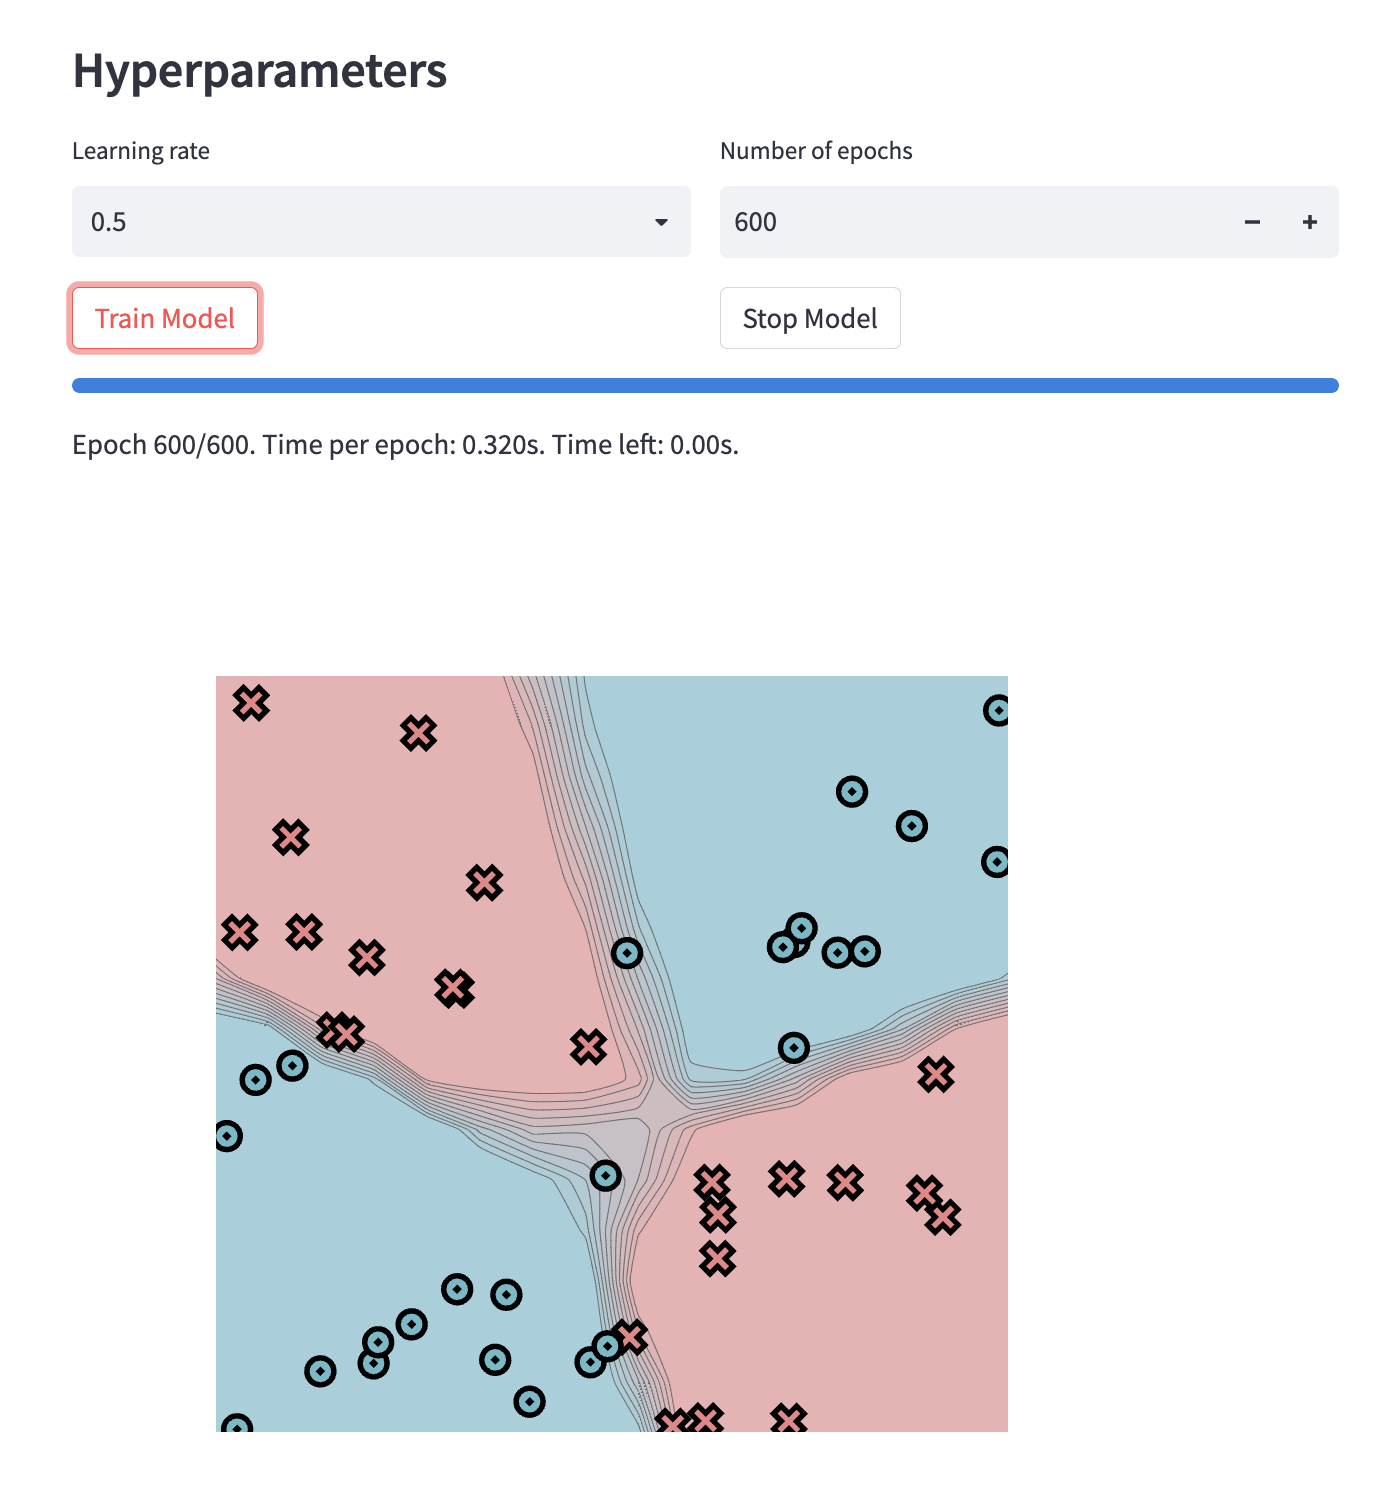 Hyperparameters
Learning rate
Number of epochs
0.5
600
Train Model
Stop Model
Epoch 600/600. Time per epoch: 0.320s. Time left: 0.00s.